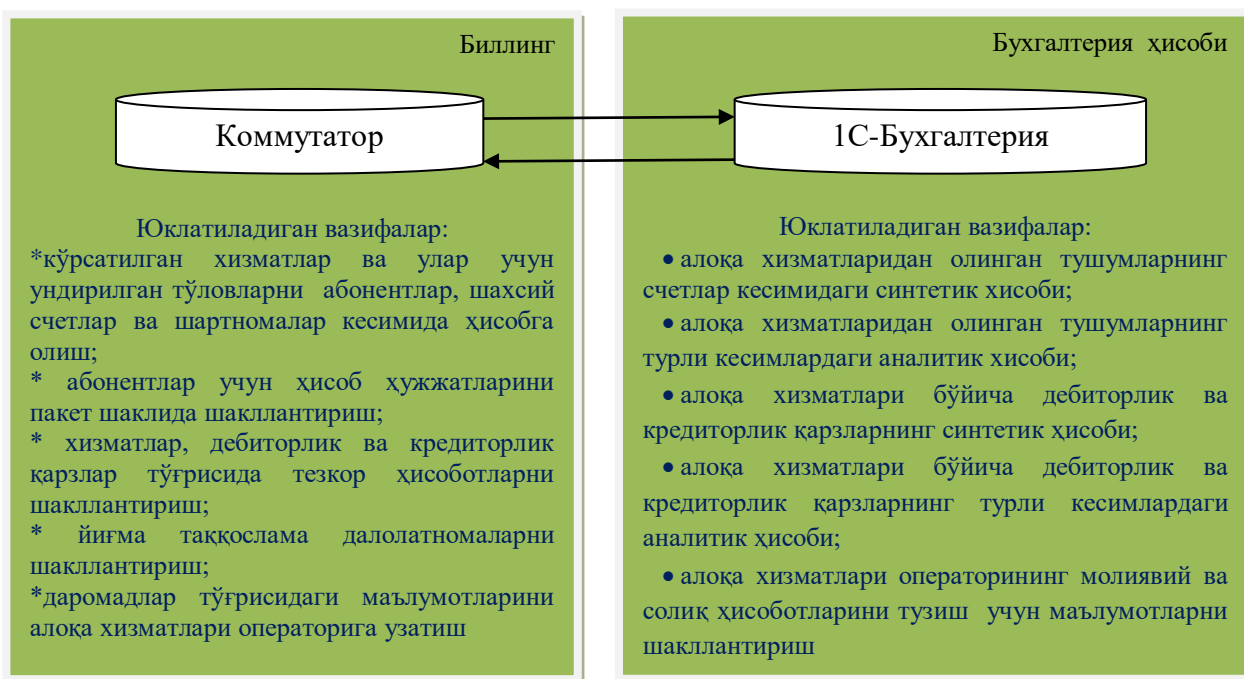 Биллинг
Коммутатор
Юклатиладиган вазифалар:
*кўрсатилган хизматлар ва улар учун
ундирилган тўловларни абонентлар, шахсий
счетлар ва шартномалар кесимида ҳисобга
олиш;
* абонентлар учун ҳисоб ҳужжатларини
пакет шаклида шакллантириш;
* хизматлар, дебиторлик ва кредиторлик
қарзлар тўғрисида тезкор ҳисоботларни
шакллантириш;
* йиғма таққослама далолатномаларни
шакллантириш;
*даромадлар тўғрисидаги маълумотларини
алоқа хизматлари операторига узатиш
Бухгалтерия ҳисоби
1С-Бухгалтерия
Юклатиладиган вазифалар:
• алоқа хизматларидан олинган тушумларнинг
счетлар кесимидаги синтетик хисоби;
• алоқа хизматларидан олинган тушумларнинг
турли кесимлардаги аналитик хисоби;
• алоқа хизматлари бўйича дебиторлик ва
кредиторлик қарзларнинг синтетик ҳисоби;
• алоқа хизматлари бўйича дебиторлик ва
кредиторлик қарзларнинг турли кесимлардаги
аналитик ҳисоби;
• алоқа хизматлари операторининг молиявий ва
солиқ ҳисоботларини тузиш учун маълумотларни
шакллантириш